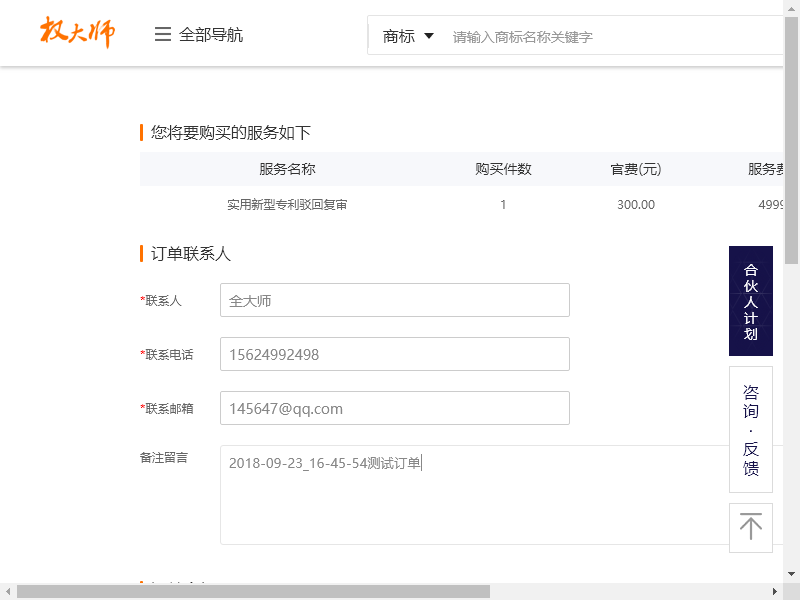 权大师
全部导航
商标
请输入商标名称关键字
您将要购买的服务如下
服务名称 购买件数 官费(元) 服务费
实用新型专利驳回复审 1 300.00 4999
订单联系人
*联系人 全大师
*联系电话 15624992498
*联系邮箱 145647@qq.com
备注留言 2018-09-23_16-45-54测试订单
合伙人计划
咨询·反馈